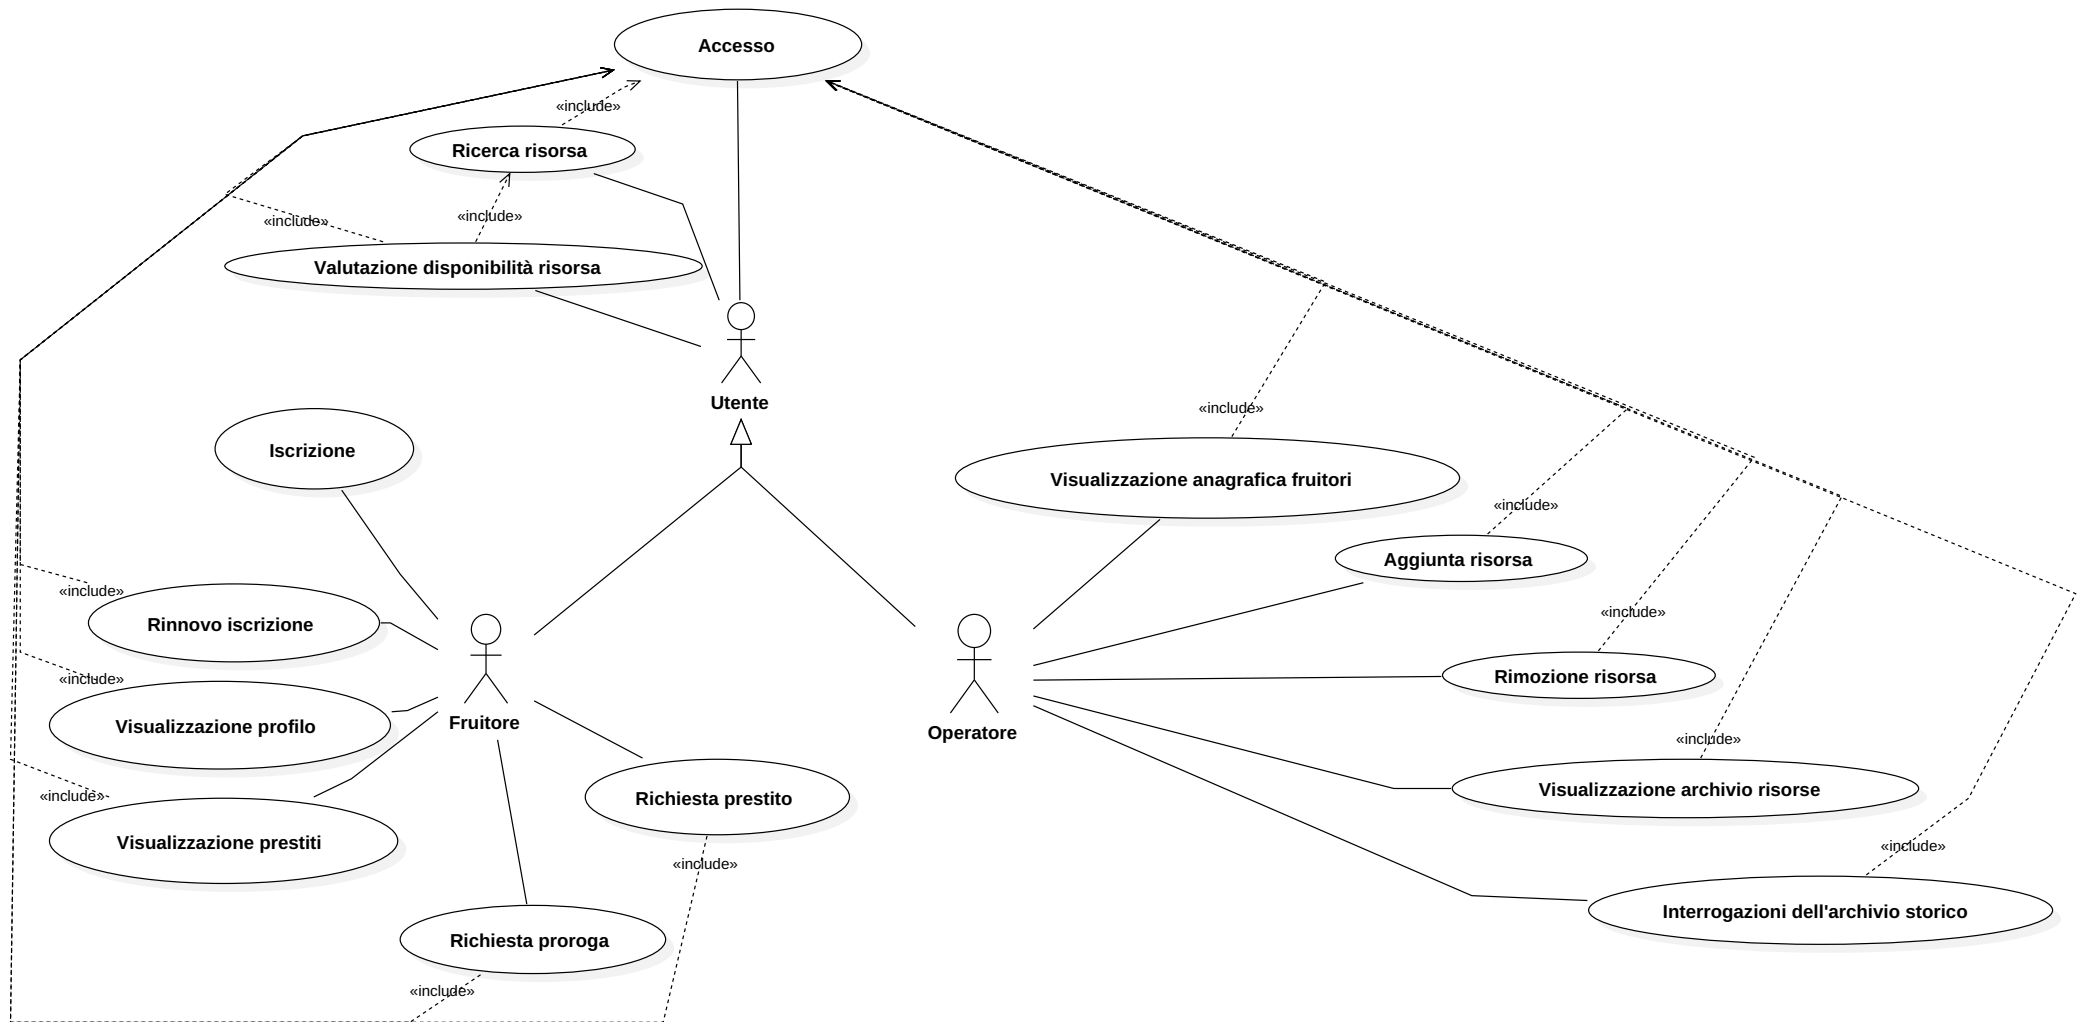 Accesso
«include»
Ricerca risorsa
«include»
«include»
Valutazione disponibilità risorsa
Utente
«include»
Iscrizione
Visualizzazione anagrafica fruitori
«include»
Aggiunta risorsa
«include»
Rinnovo iscrizione
«include»
Rimozione risorsa
«include»
Visualizzazione profilo
Fruitore
Operatore
«include»
Visualizzazione archivio risorse
«include»
Richiesta prestito
Visualizzazione prestiti
«include»
«include»
Interrogazioni dell'archivio storico
Richiesta proroga
«include»